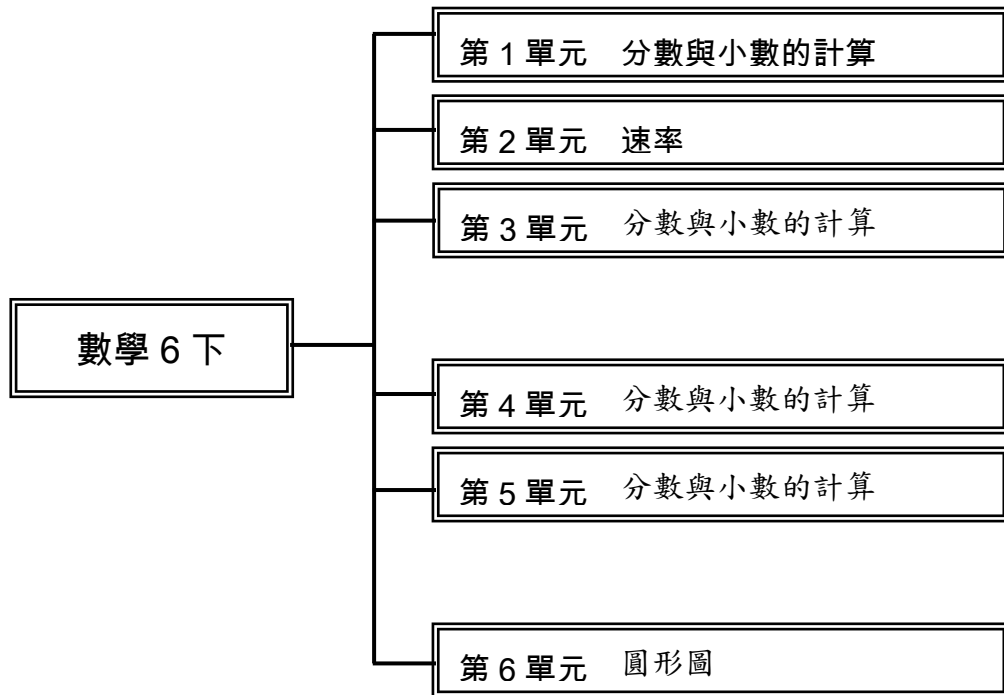 第 1 單元 分數與小數的計算
第 2 單元 速率
第 3 單元 分數與小數的計算
數學 6 下
第 4 單元 分數與小數的計算
第 5 單元 分數與小數的計算
第 6 單元 圓形圖